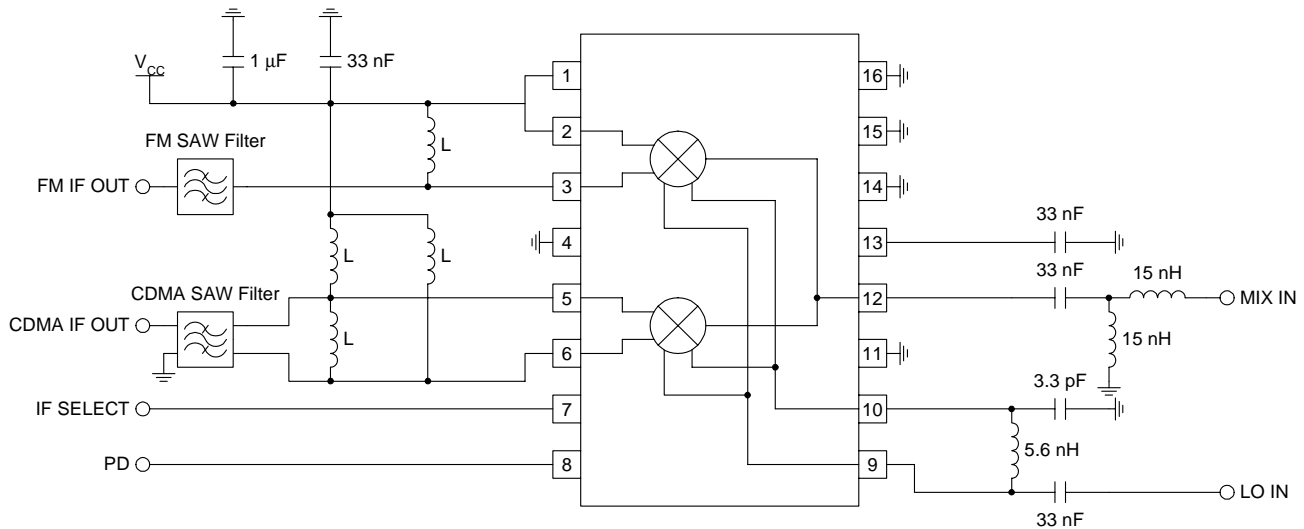 1 μF
33 nF
VCC
1
16
FM SAW Filter
2
15
L
FM IF OUT
3
14
33 nF
4
13
L
L
33 nF
15 nH
CDMA SAW Filter
5
12
MIX IN
CDMA IF OUT
L
15 nH
6
11
3.3 pF
IF SELECT
7
10
5.6 nH
PD
8
9
LO IN
33 nF